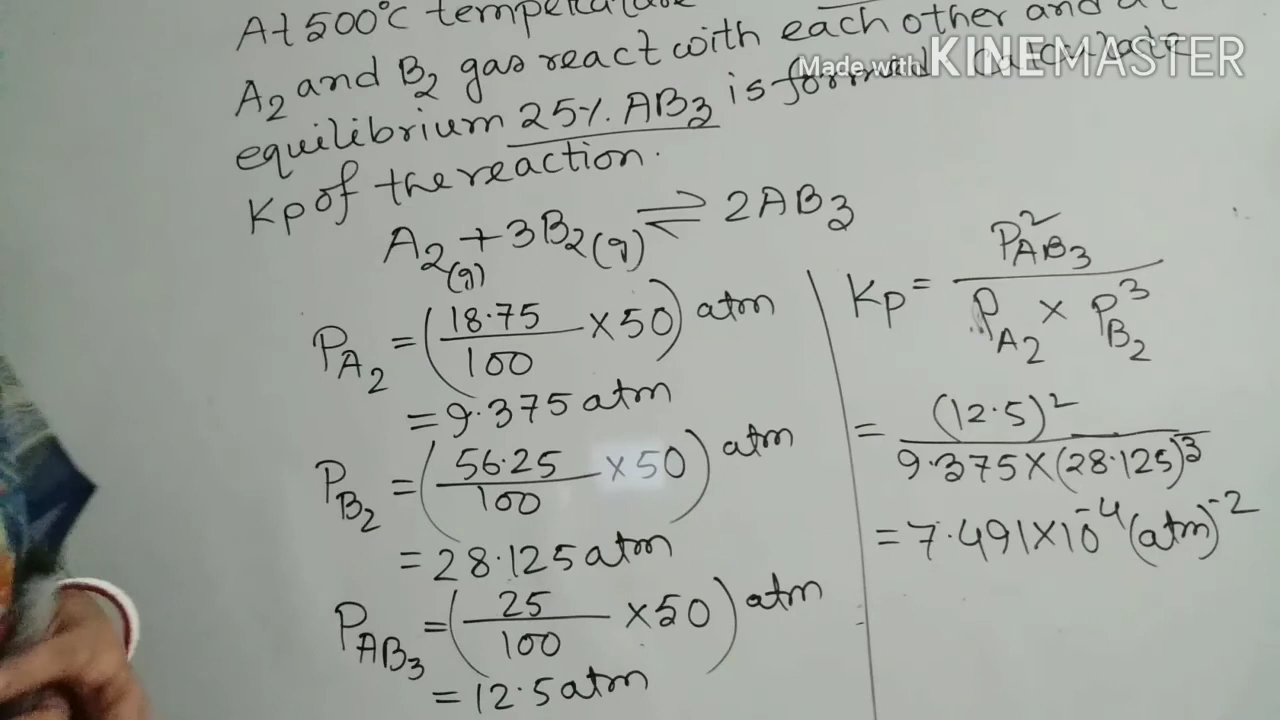 At 500°C temperature
A2 and B2 gas react with each other and at
equilibrium 25% AB3 is formed calculate
Made with KINEMASTER
Kp of the reaction.
A2(g) + 3B2(g) ⇌ 2AB3
PA2 = (18.75/100 × 50) atm
= 9.375 atm
PB2 = (56.25/100 × 50) atm
= 28.125 atm
PAB3 = (25/100 × 50) atm
= 12.5 atm
Kp = P²AB3 / PA2 × P³B2
= (12.5)² / 9.375 × (28.125)³
= 7.491 × 10⁻⁴ (atm)⁻²